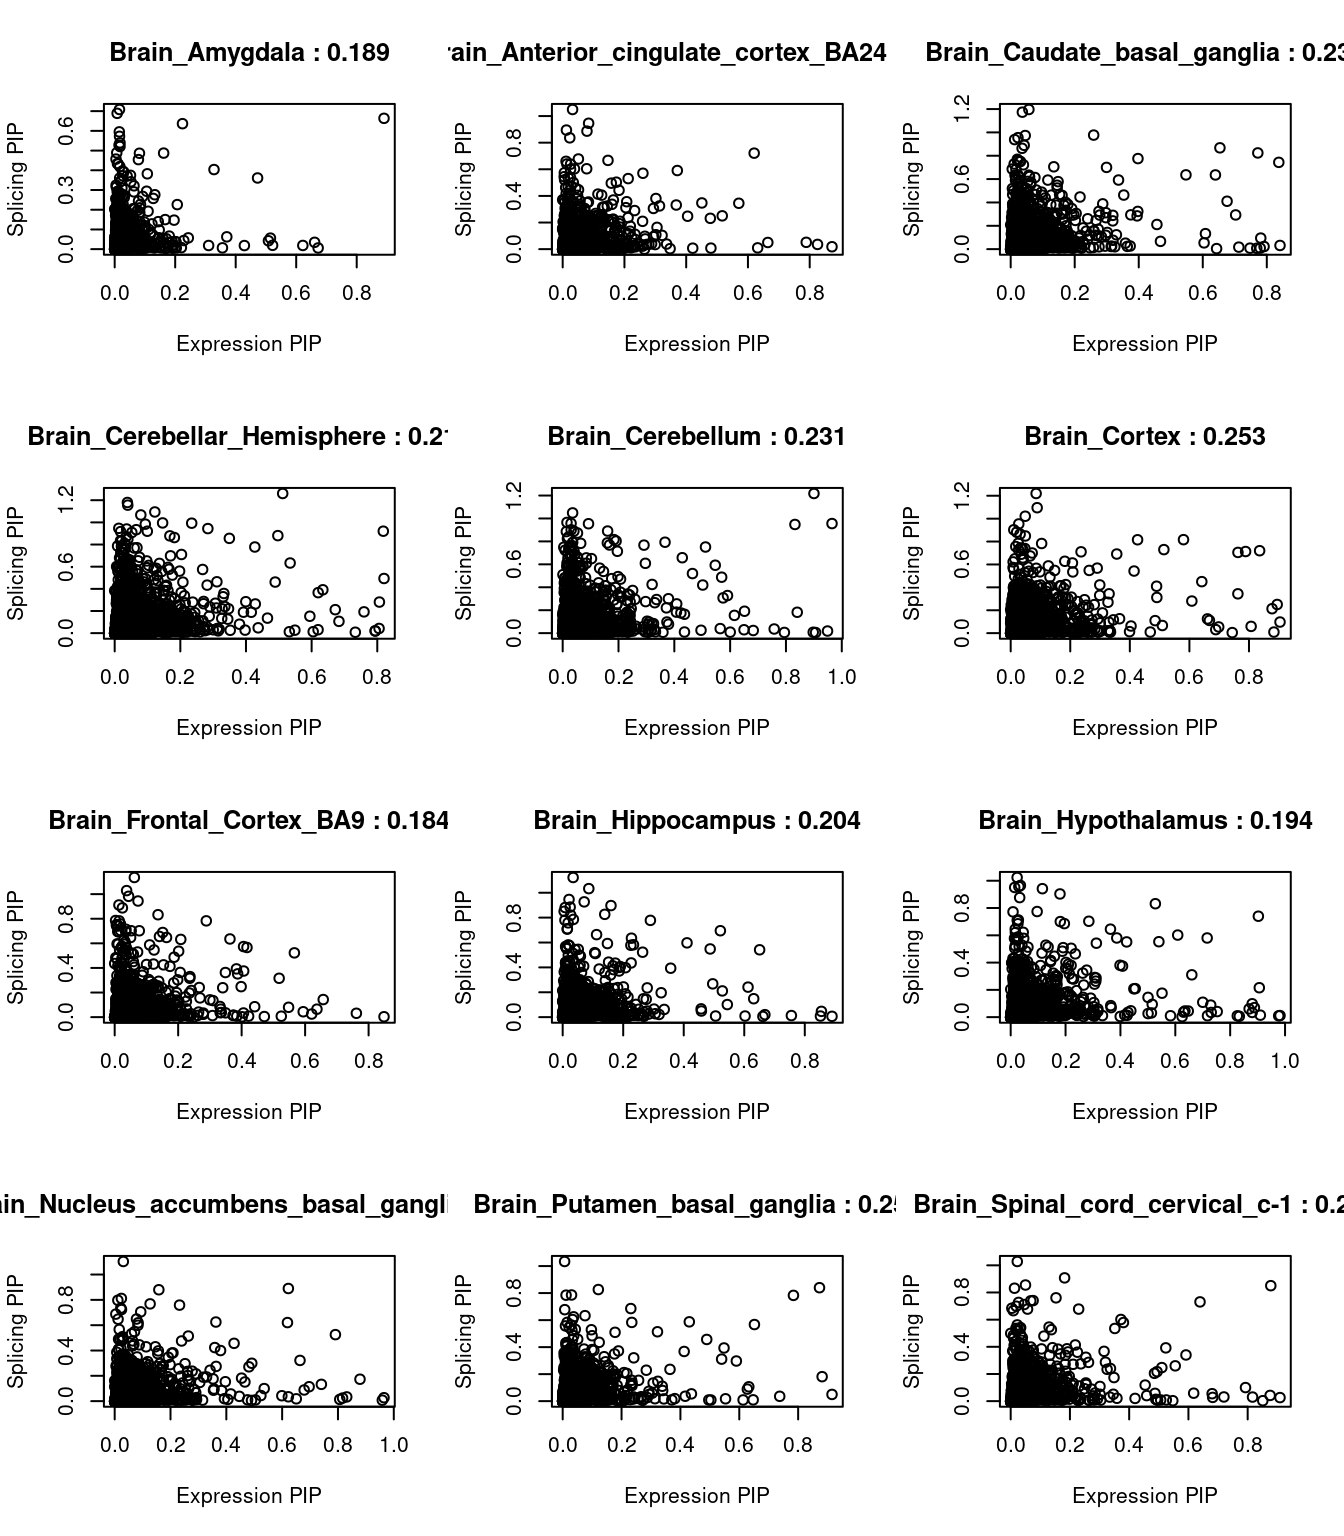 Brain_Amygdala : 0.189
rain_Anterior_cingulate_cortex_BA24
Brain_Caudate_basal_ganglia : 0.23
Splicing PIP
0.0 0.3 0.6
0.0 0.2 0.4 0.6 0.8
Expression PIP
Splicing PIP
0.0 0.4 0.8
0.0 0.2 0.4 0.6 0.8
Expression PIP
Splicing PIP
0.0 0.6 1.2
0.0 0.2 0.4 0.6 0.8
Expression PIP
Brain_Cerebellar_Hemisphere : 0.21
Brain_Cerebellum : 0.231
Brain_Cortex : 0.253
Splicing PIP
0.0 0.6 1.2
0.0 0.2 0.4 0.6 0.8
Expression PIP
Splicing PIP
0.0 0.6 1.2
0.0 0.2 0.4 0.6 0.8 1.0
Expression PIP
Splicing PIP
0.0 0.6 1.2
0.0 0.2 0.4 0.6 0.8
Expression PIP
Brain_Frontal_Cortex_BA9 : 0.184
Brain_Hippocampus : 0.204
Brain_Hypothalamus : 0.194
Splicing PIP
0.0 0.4 0.8
0.0 0.2 0.4 0.6 0.8
Expression PIP
Splicing PIP
0.0 0.4 0.8
0.0 0.2 0.4 0.6 0.8
Expression PIP
Splicing PIP
0.0 0.4 0.8
0.0 0.2 0.4 0.6 0.8 1.0
Expression PIP
ain_Nucleus_accumbens_basal_gangli
Brain_Putamen_basal_ganglia : 0.25
Brain_Spinal_cord_cervical_c-1 : 0.2
Splicing PIP
0.0 0.4 0.8
0.0 0.2 0.4 0.6 0.8 1.0
Expression PIP
Splicing PIP
0.0 0.4 0.8
0.0 0.2 0.4 0.6 0.8
Expression PIP
Splicing PIP
0.0 0.4 0.8
0.0 0.2 0.4 0.6 0.8
Expression PIP